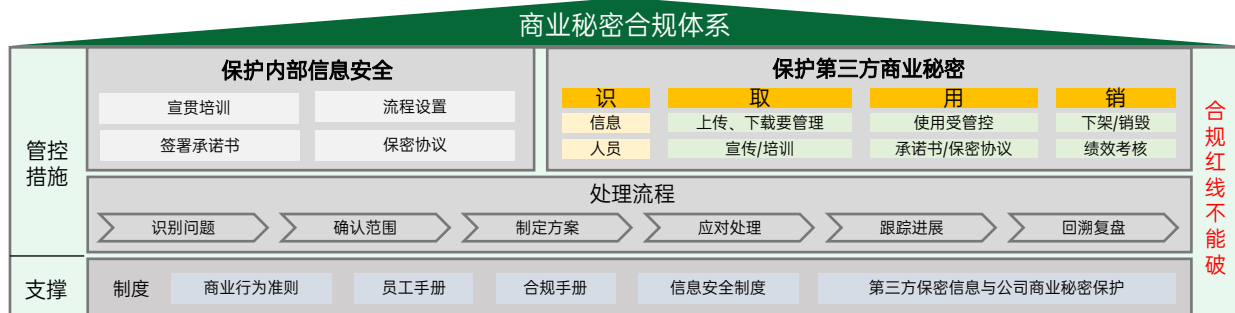 商业秘密合规体系
管控
措施
保护内部信息安全
宣贯培训
流程设置
签署承诺书
保密协议
保护第三方商业秘密
识
取
用
销
信息
上传、下载要管理
使用受管控
下架/销毁
人员
宣传/培训
承诺书/保密协议
绩效考核
处理流程
识别问题
确认范围
制定方案
应对处理
跟踪进展
回溯复盘
支撑
制度
商业行为准则
员工手册
合规手册
信息安全制度
第三方保密信息与公司商业秘密保护
合规红线不能破